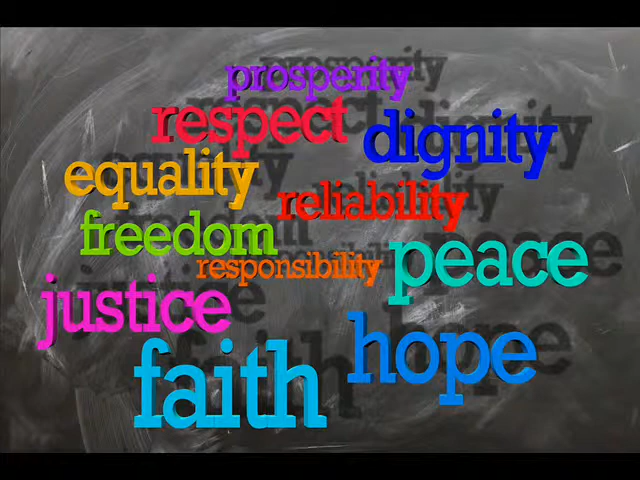 prosperity
respect
dignity
equality
reliability
freedom
responsibility
peace
justice
hope
faith